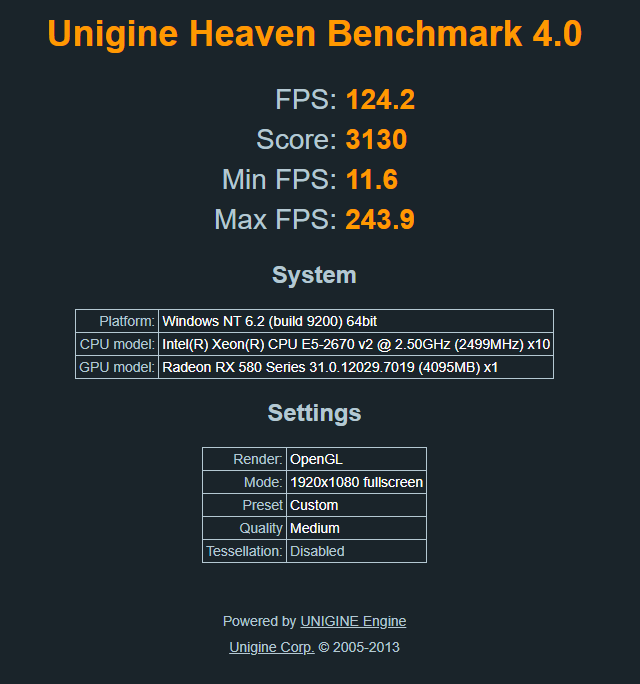 Unigine Heaven Benchmark 4.0
FPS: 124.2
Score: 3130
Min FPS: 11.6
Max FPS: 243.9
System
Platform: Windows NT 6.2 (build 9200) 64bit
CPU model: Intel(R) Xeon(R) CPU E5-2670 v2 @ 2.50GHz (2499MHz) x10
GPU model: Radeon RX 580 Series 31.0.12029.7019 (4095MB) x1
Settings
Render: OpenGL
Mode: 1920x1080 fullscreen
Preset Custom
Quality Medium
Tessellation: Disabled
Powered by UNIGINE Engine
Unigine Corp. © 2005-2013